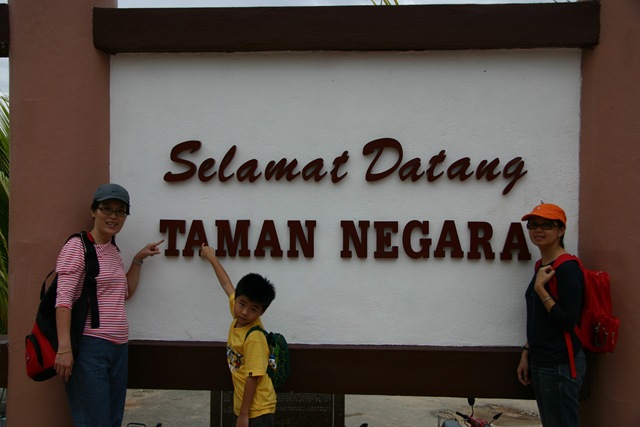 Selamat Datang
TAMAN NEGARA